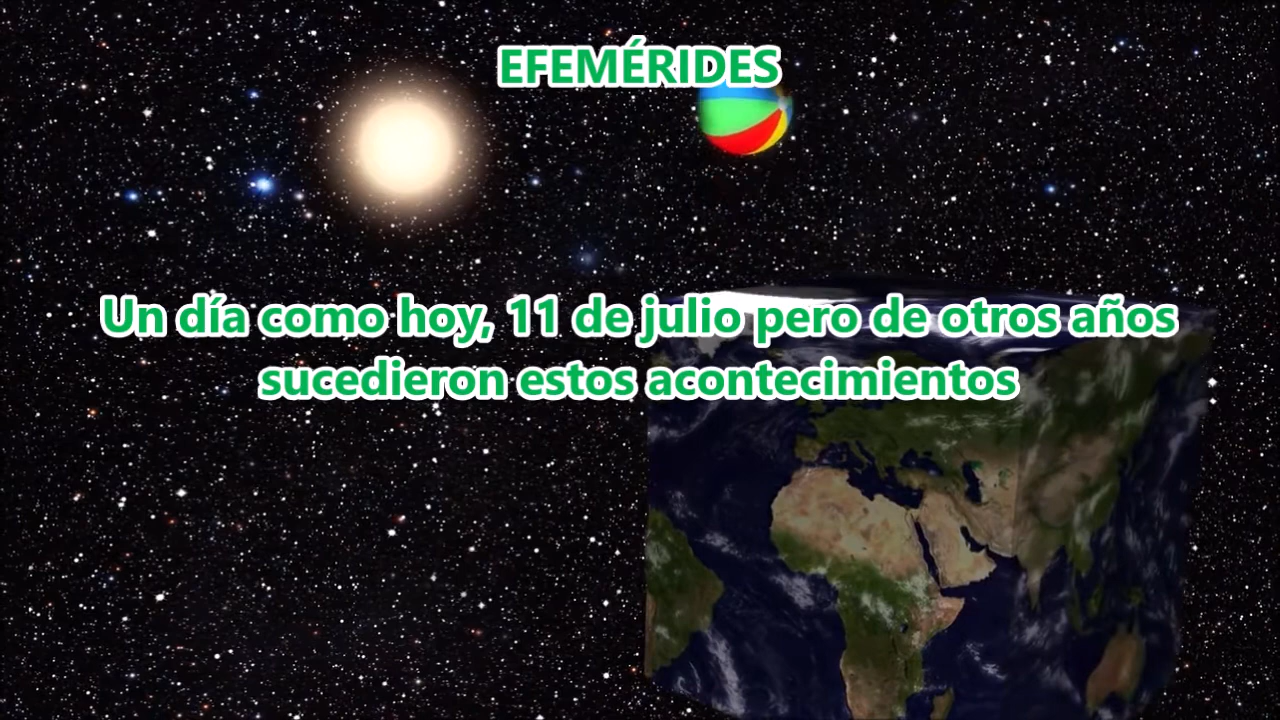 EFEMÉRIDES
Un día como hoy, 11 de julio pero de otros años
sucedieron estos acontecimientos